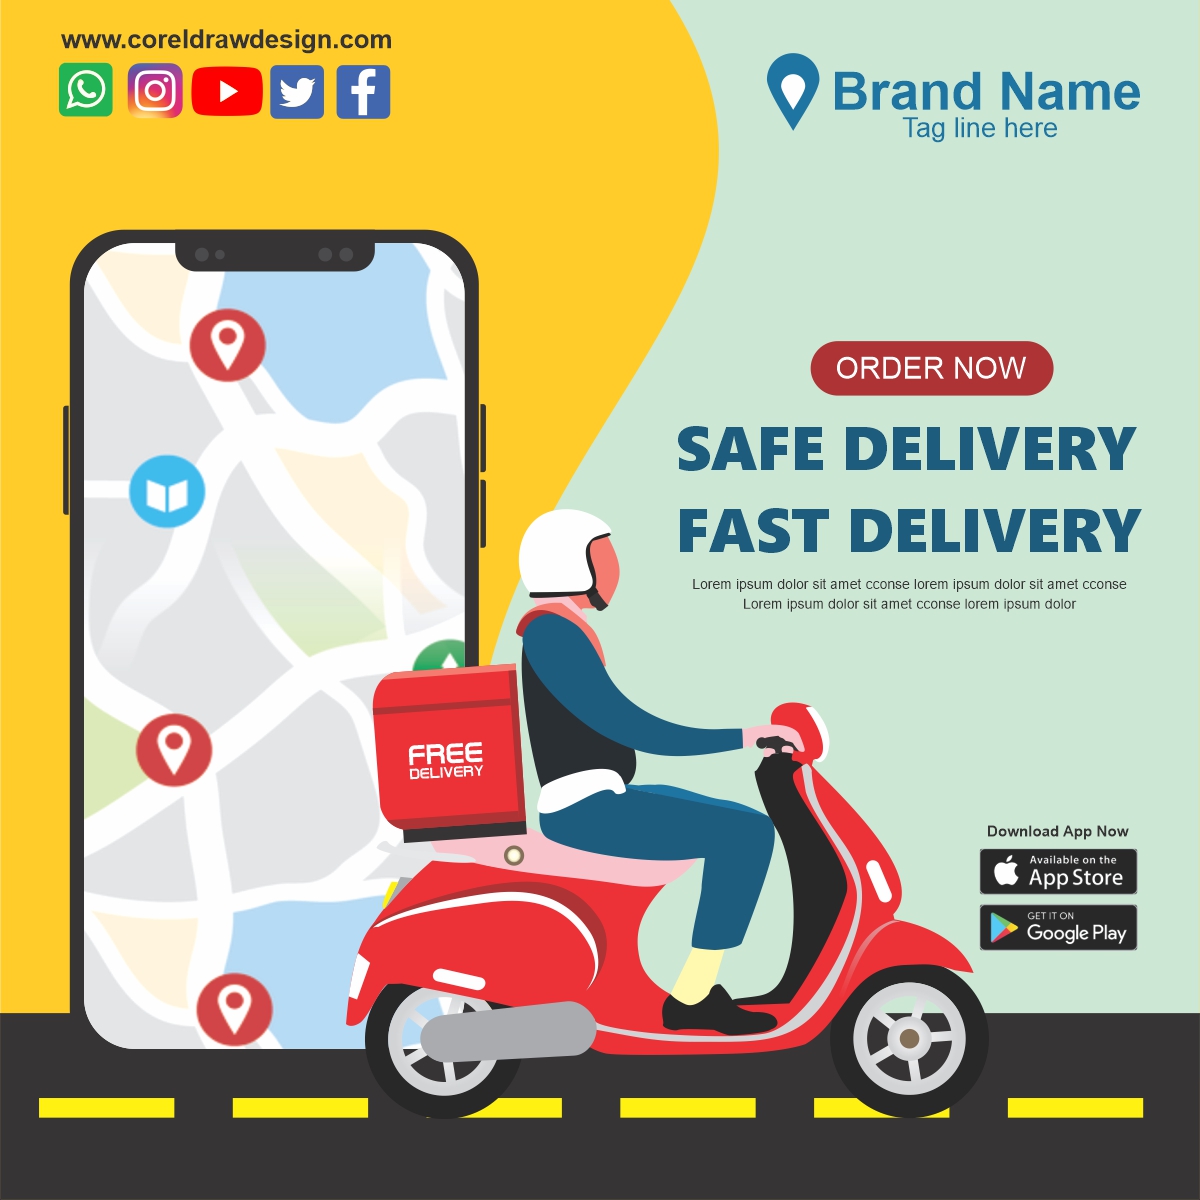 www.coreldrawdesign.com
Brand Name
Tag line here
ORDER NOW
SAFE DELIVERY
FAST DELIVERY
Lorem ipsum dolor sit amet cconse lorem ipsum dolor sit amet cconse
Lorem ipsum dolor sit amet cconse lorem ipsum dolor
FREE
DELIVERY
Download App Now
Available on the
App Store
GET IT ON
Google Play